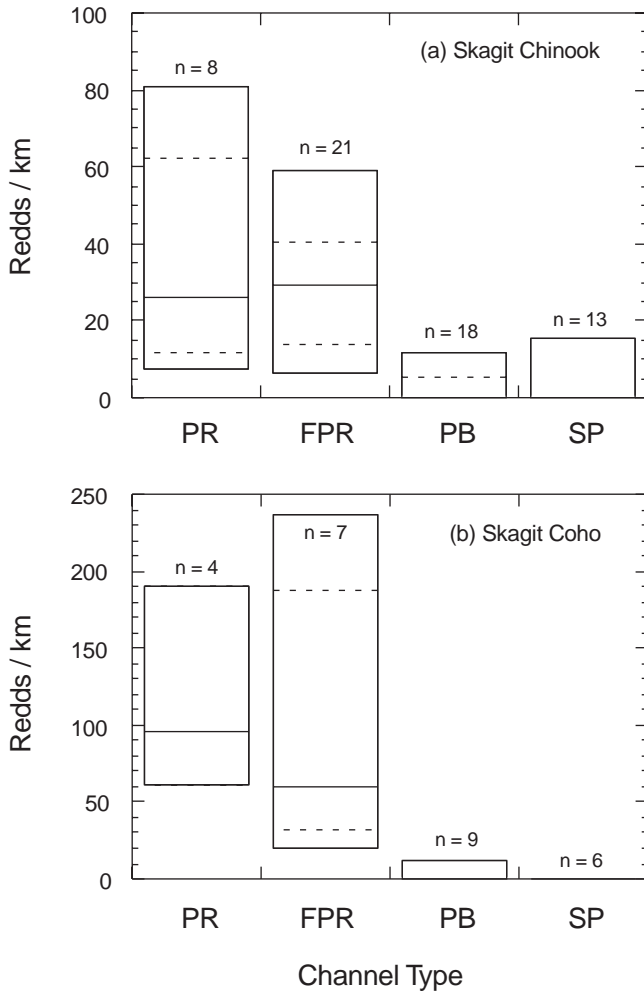 100
80
60
40
20
0
Redds / km
(a) Skagit Chinook
n = 8
n = 21
n = 18
n = 13
PR FPR PB SP
250
200
150
100
50
0
Redds / km
(b) Skagit Coho
n = 4
n = 7
n = 9
n = 6
PR FPR PB SP
Channel Type